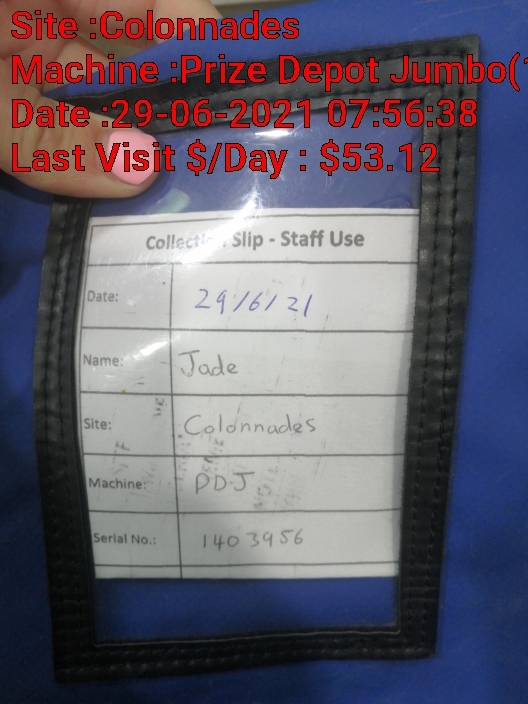 Site :Colonnades
Machine :Prize Depot Jumbo(
Date :29-06-2021 07:56:38
Last Visit $/Day : $53.12
Collection Slip - Staff Use
Date: 29/6/21
Name: Jade
Site: Colonnades
Machine: PDJ
Serial No.: 1403956